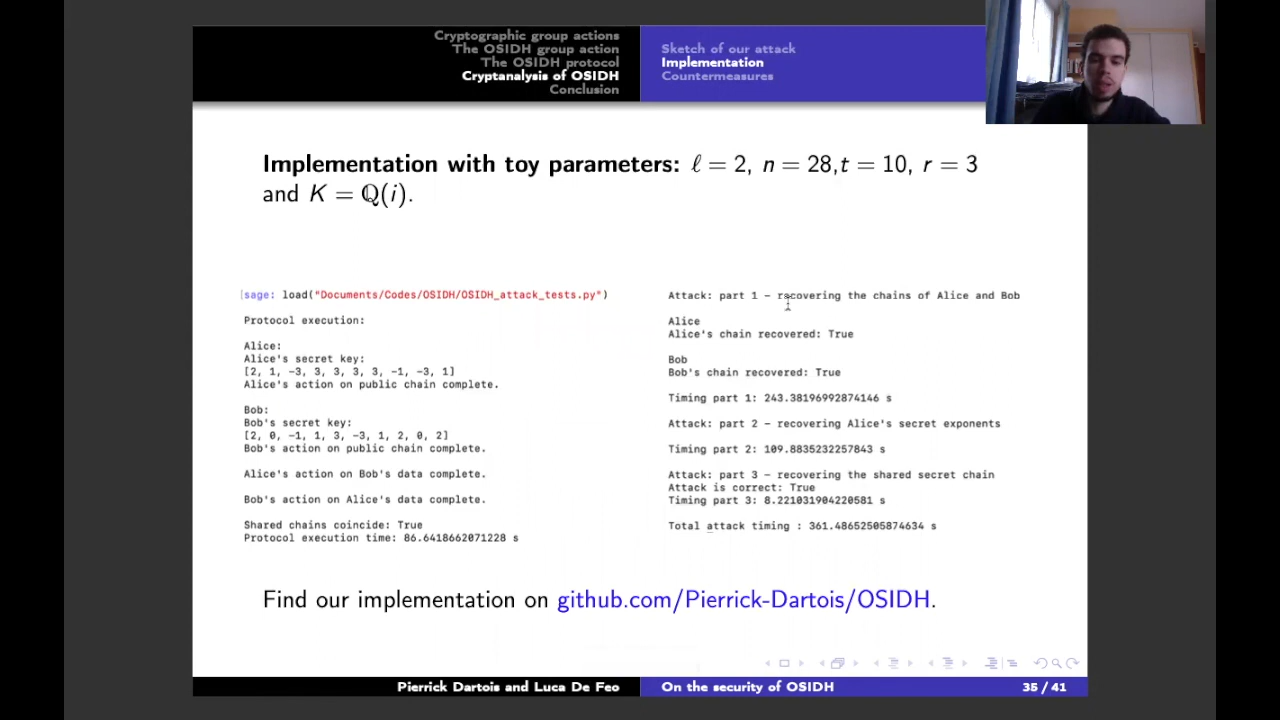 Cryptographic group actions
The OSIDH group action
The OSIDH protocol
Cryptanalysis of OSIDH
Conclusion
Sketch of our attack
Implementation
Countermeasures
Implementation with toy parameters: ℓ = 2, n = 28,t = 10, r = 3
and K = ℚ(i).
[sage: load("Documents/Codes/OSIDH/OSIDH_attack_tests.py")
Protocol execution:
Alice:
Alice's secret key:
[2, 1, -3, 3, 3, 3, 3, -1, -3, 1]
Alice's action on public chain complete.
Bob:
Bob's secret key:
[2, 0, -1, 1, 3, -3, 1, 2, 0, 2]
Bob's action on public chain complete.
Alice's action on Bob's data complete.
Bob's action on Alice's data complete.
Shared chains coincide: True
Protocol execution time: 86.6418662071228 s
Attack: part 1 - recovering the chains of Alice and Bob
Alice
Alice's chain recovered: True
Bob
Bob's chain recovered: True
Timing part 1: 243.38196992874146 s
Attack: part 2 - recovering Alice's secret exponents
Timing part 2: 109.8835232257843 s
Attack: part 3 - recovering the shared secret chain
Attack is correct: True
Timing part 3: 8.221031904220581 s
Total attack timing : 361.48652505874634 s
Find our implementation on github.com/Pierrick-Dartois/OSIDH.
Pierrick Dartois and Luca De Feo
On the security of OSIDH
35 / 41